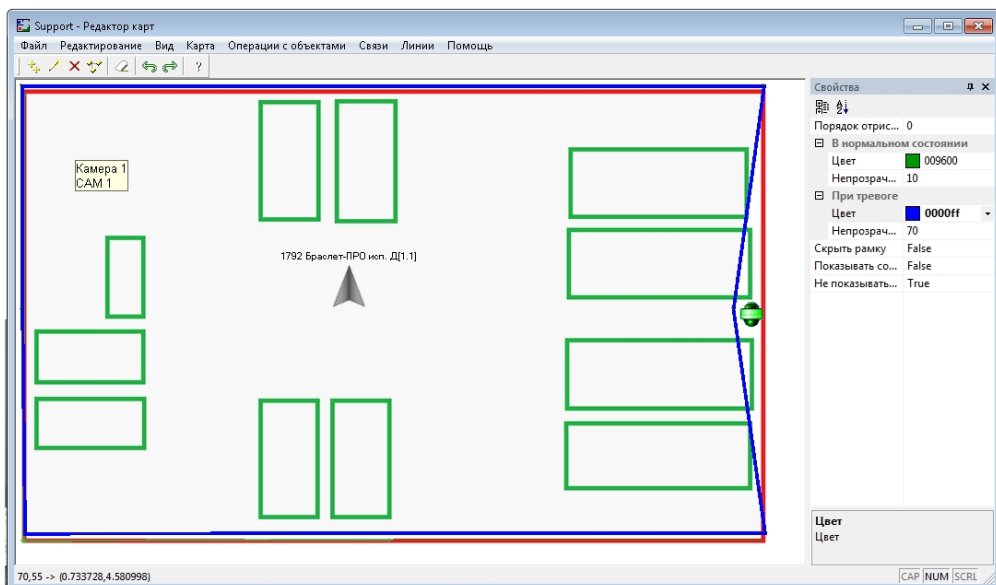 Support - Редактор карт
Файл Редактирование Вид Карта Операции с объектами Связи Линии Помощь
?
Камера 1
CAM 1
1792 Браслет-ПРО исп. Д[1.1]
Свойства
Порядок отрис... 0
В нормальном состоянии
Цвет 009600
Непрозрач... 10
При тревоге
Цвет 0000ff
Непрозрач... 70
Скрыть рамку False
Показывать со... False
Не показывать... True
Цвет
Цвет
70,55 -> (0.733728,4.580998)
CAP NUM SCRL